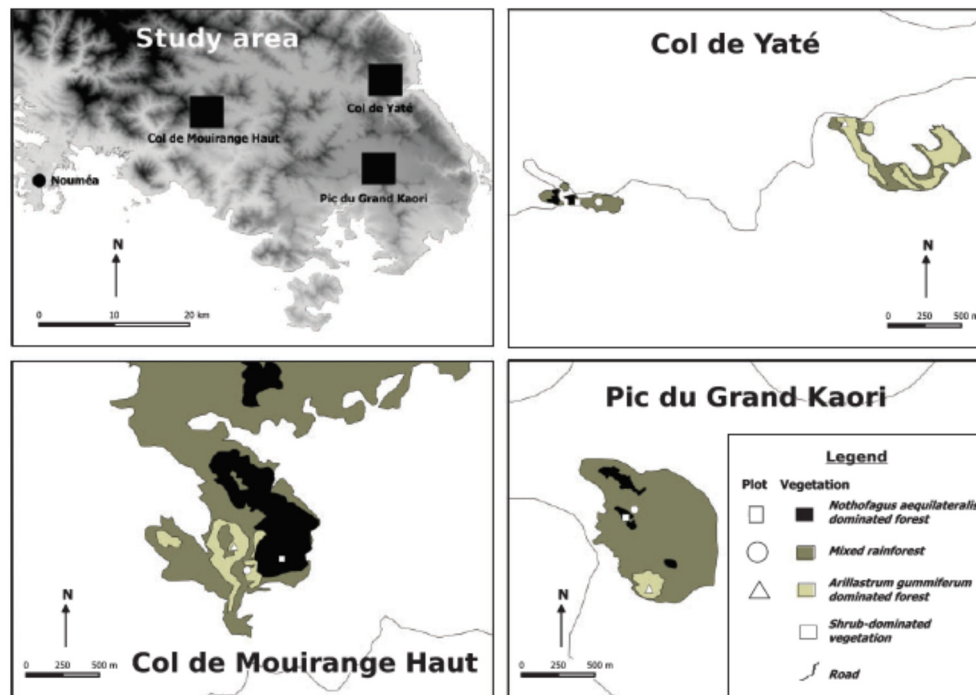 Study area
Col de Yaté
Col de Mouirange Haut
Nouméa
Pic du Grand Kaori
N
0 10 20 km
Col de Yaté
N
0 250 500 m
N
0 250 500 m
Col de Mouirange Haut
Pic du Grand Kaori
Legend
Plot Vegetation
Nothofagus aequilateralis
dominated forest
Mixed rainforest
Arillastrum gummiferum
dominated forest
Shrub-dominated
vegetation
Road
N
0 250 500 m